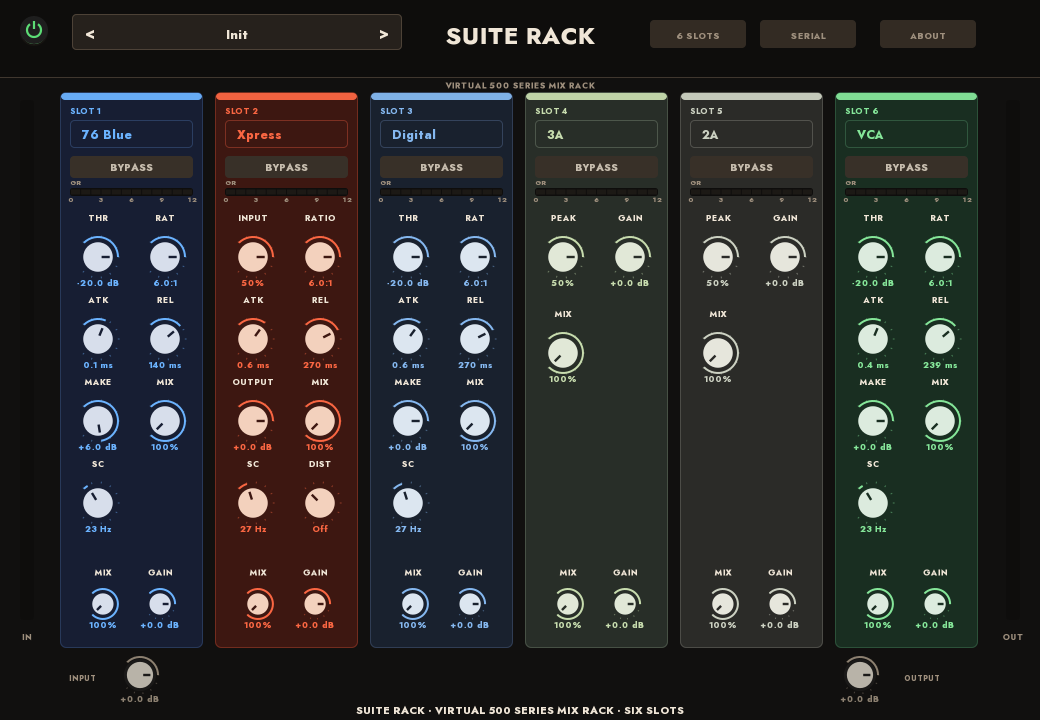 < Init >
SUITE RACK
6 SLOTS SERIAL ABOUT
VIRTUAL 500 SERIES MIX RACK
SLOT 1
76 Blue
BYPASS
GR
0 3 6 9 12
THR RAT
-20.0 dB 6.0:1
ATK REL
0.1 ms 140 ms
MAKE MIX
+6.0 dB 100%
SC
23 Hz
MIX GAIN
100% +0.0 dB
SLOT 2
Xpress
BYPASS
GR
0 3 6 9 12
INPUT RATIO
50% 6.0:1
ATK REL
0.6 ms 270 ms
OUTPUT MIX
+0.0 dB 100%
SC DIST
27 Hz Off
MIX GAIN
100% +0.0 dB
SLOT 3
Digital
BYPASS
GR
0 3 6 9 12
THR RAT
-20.0 dB 6.0:1
ATK REL
0.6 ms 270 ms
MAKE MIX
+0.0 dB 100%
SC
27 Hz
MIX GAIN
100% +0.0 dB
SLOT 4
3A
BYPASS
GR
0 3 6 9 12
PEAK GAIN
50% +0.0 dB
MIX
100%
MIX GAIN
100% +0.0 dB
SLOT 5
2A
BYPASS
GR
0 3 6 9 12
PEAK GAIN
50% +0.0 dB
MIX
100%
MIX GAIN
100% +0.0 dB
SLOT 6
VCA
BYPASS
GR
0 3 6 9 12
THR RAT
-20.0 dB 6.0:1
ATK REL
0.4 ms 239 ms
MAKE MIX
+0.0 dB 100%
SC
23 Hz
MIX GAIN
100% +0.0 dB
IN OUT
INPUT +0.0 dB
+0.0 dB OUTPUT
SUITE RACK · VIRTUAL 500 SERIES MIX RACK · SIX SLOTS